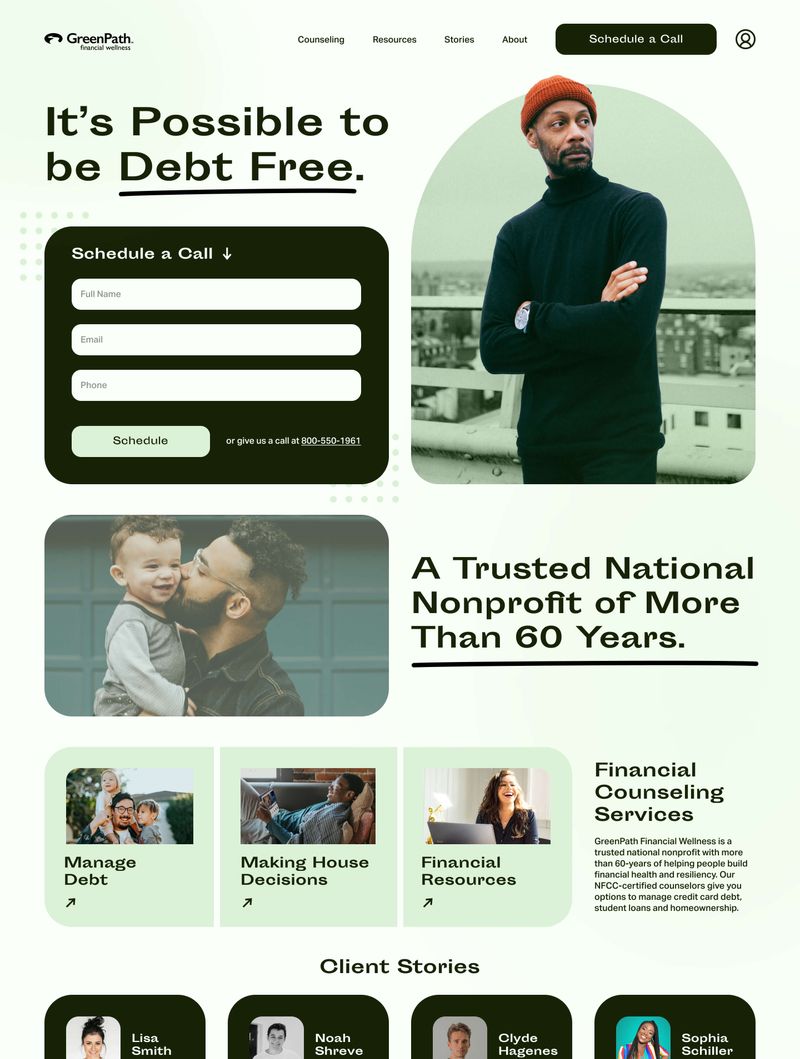 GreenPath.
financial wellness
Counseling
Resources
Stories
About
Schedule a Call
It's Possible to
be Debt Free.
Schedule a Call ↓
Full Name
Email
Phone
Schedule
or give us a call at 800-550-1961
A Trusted National
Nonprofit of More
Than 60 Years.
Manage
Debt
Making House
Decisions
Financial
Resources
Financial
Counseling
Services
GreenPath Financial Wellness is a
trusted national nonprofit with more
than 60-years of helping people build
financial health and resiliency. Our
NFCC-certified counselors give you
options to manage credit card debt,
student loans and homeownership.
Client Stories
Lisa
Smith
Noah
Shreve
Clyde
Hagenes
Sophia
Schiller